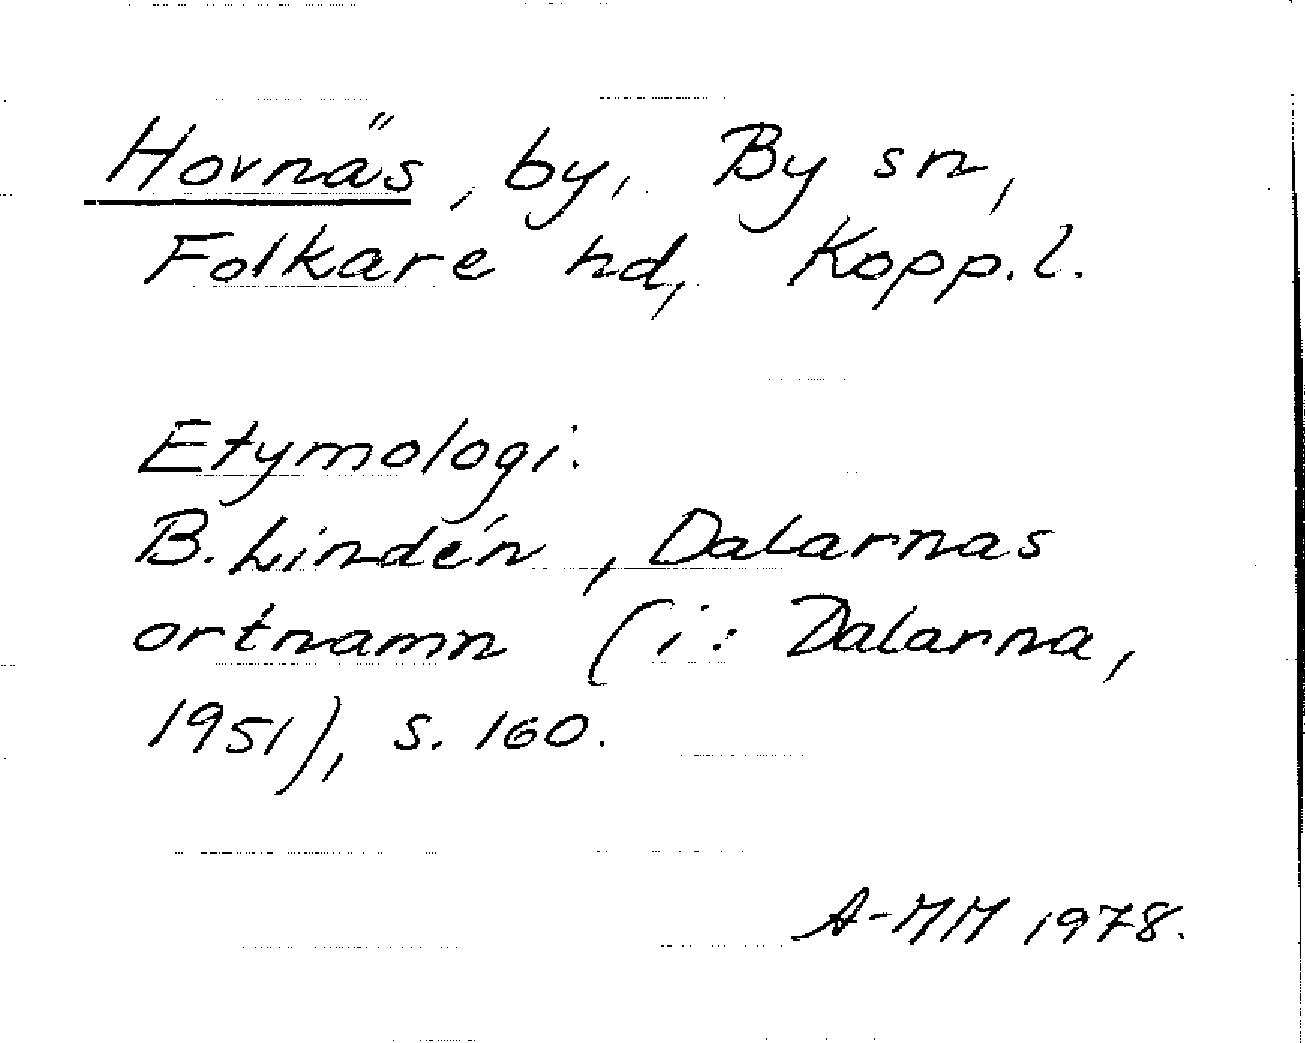 Hovnäs, by, By sn,
Folkare hd, Kopp.l.
Etymologi:
B. Lindén, Dalarnas
ortnamn (i: Dalarna,
1951), s. 160.
A-MM 1978.